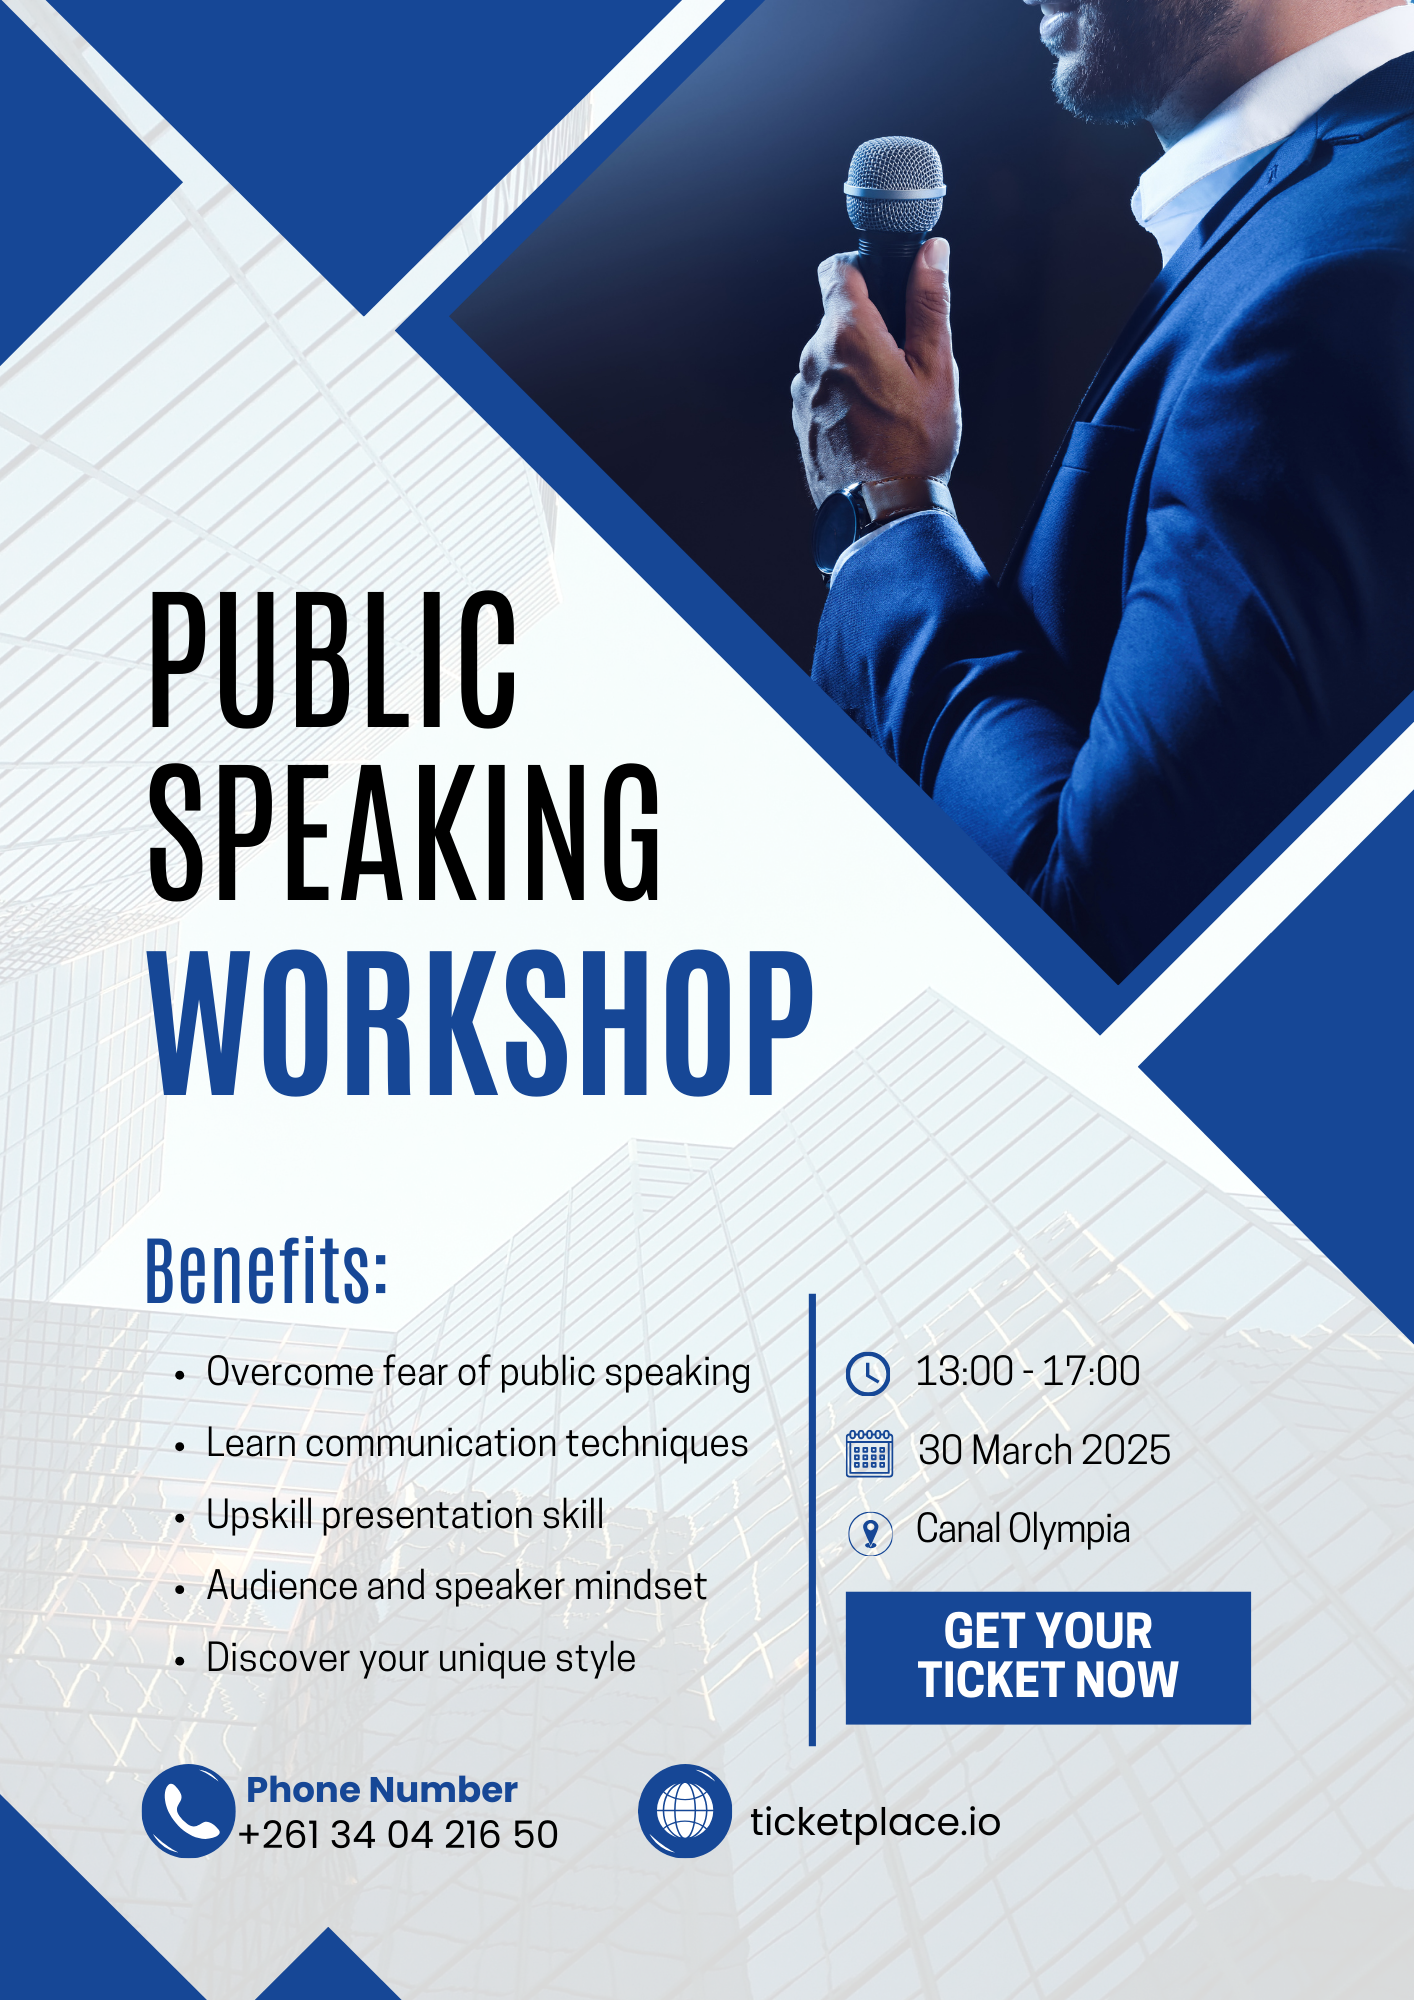 PUBLIC
SPEAKING
WORKSHOP
Benefits:
• Overcome fear of public speaking
• Learn communication techniques
• Upskill presentation skill
• Audience and speaker mindset
• Discover your unique style
13:00 - 17:00
30 March 2025
Canal Olympia
GET YOUR
TICKET NOW
Phone Number
+261 34 04 216 50
ticketplace.io